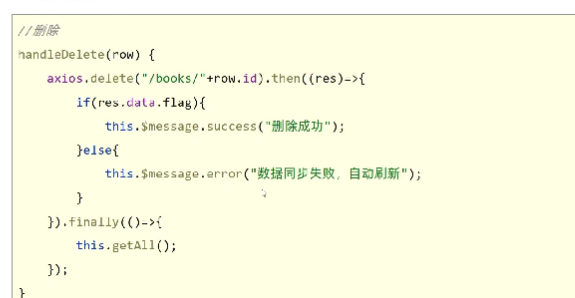 //删除
handleDelete(row) {
    axios.delete("/books/"+row.id).then((res)=>{
        if(res.data.flag){
            this.$message.success("删除成功");
        }else{
            this.$message.error("数据同步失败，自动刷新");
        }
    }).finally(()=>{
        this.getAll();
    });
}